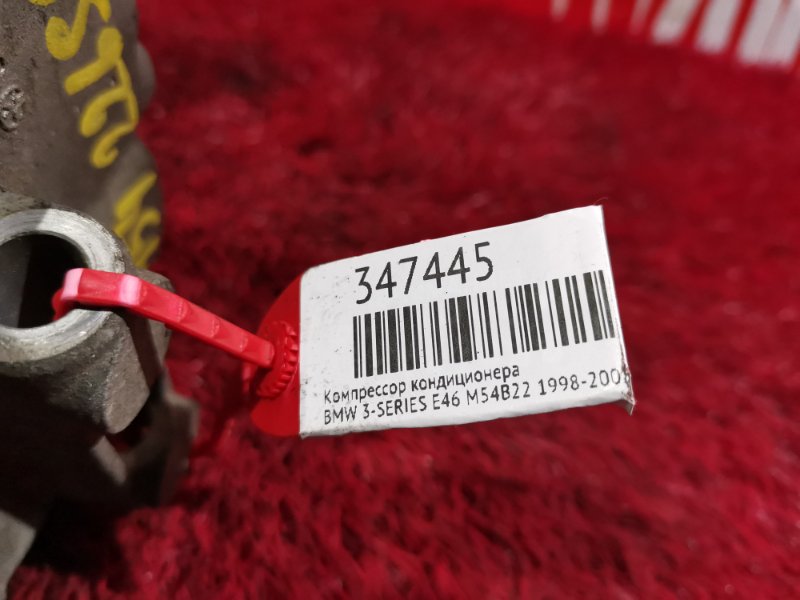 347445
Компрессор кондиционера
BMW 3-SERIES E46 M54B22 1998-200